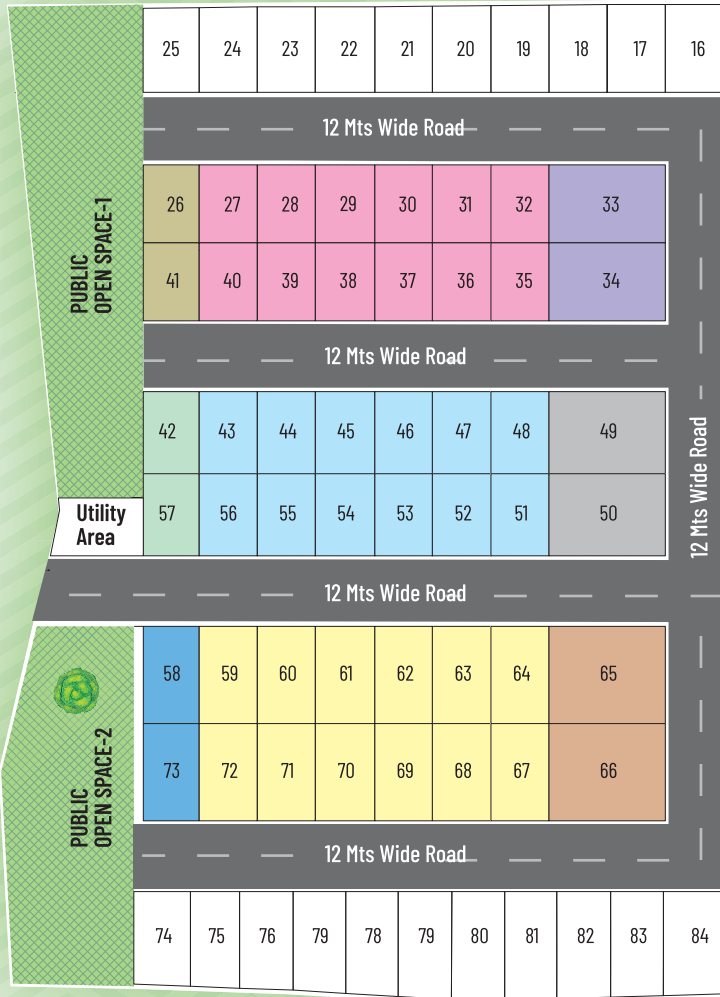 25 24 23 22 21 20 19 18 17 16
12 Mts Wide Road
26 27 28 29 30 31 32 33
PUBLIC
OPEN SPACE-1
41 40 39 38 37 36 35 34
12 Mts Wide Road
42 43 44 45 46 47 48 49
12 Mts Wide Road
57 56 55 54 53 52 51 50
Utility
Area
12 Mts Wide Road
58 59 60 61 62 63 64 65
73 72 71 70 69 68 67 66
PUBLIC
OPEN SPACE-2
12 Mts Wide Road
74 75 76 79 78 79 80 81 82 83 84